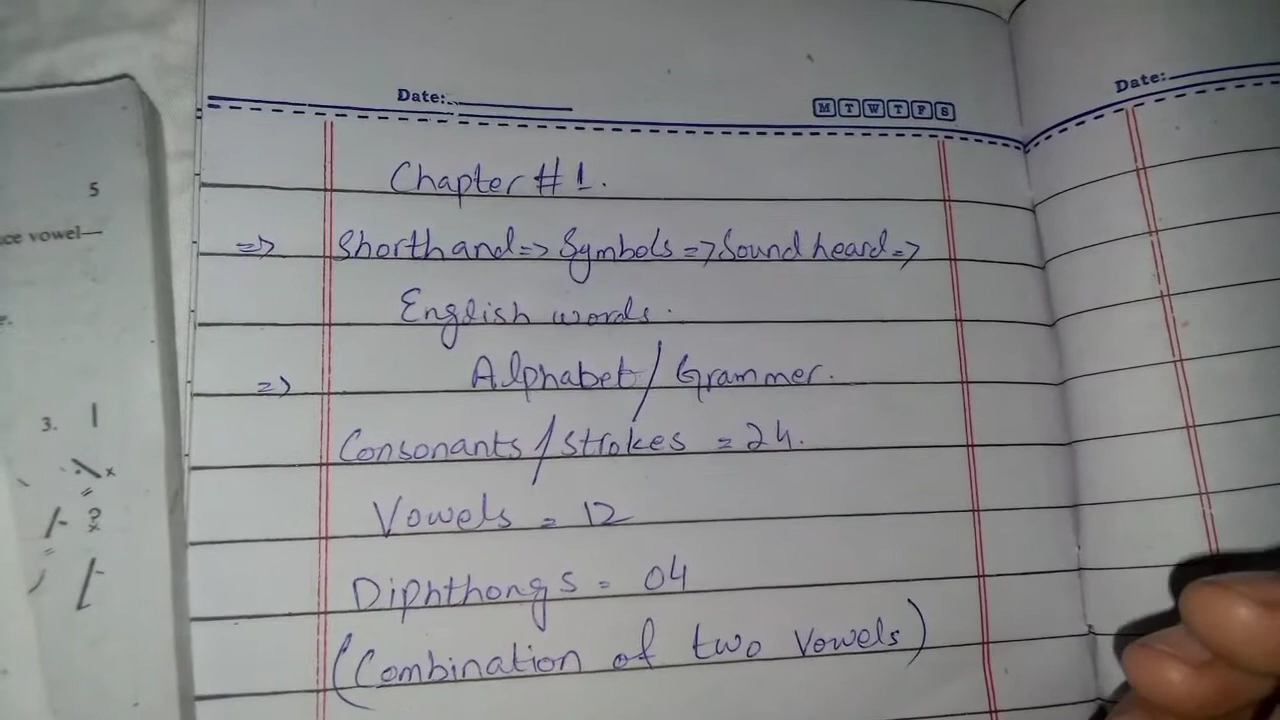 5
ce vowel—
3.
Date:
M T W T F S
Chapter # 1.
=> Shorthand => Symbols => Sound heard =>
English words.
=> Alphabet / Grammer.
Consonants / Strokes = 24.
Vowels = 12
Diphthongs = 04
(Combination of two vowels)
Date: